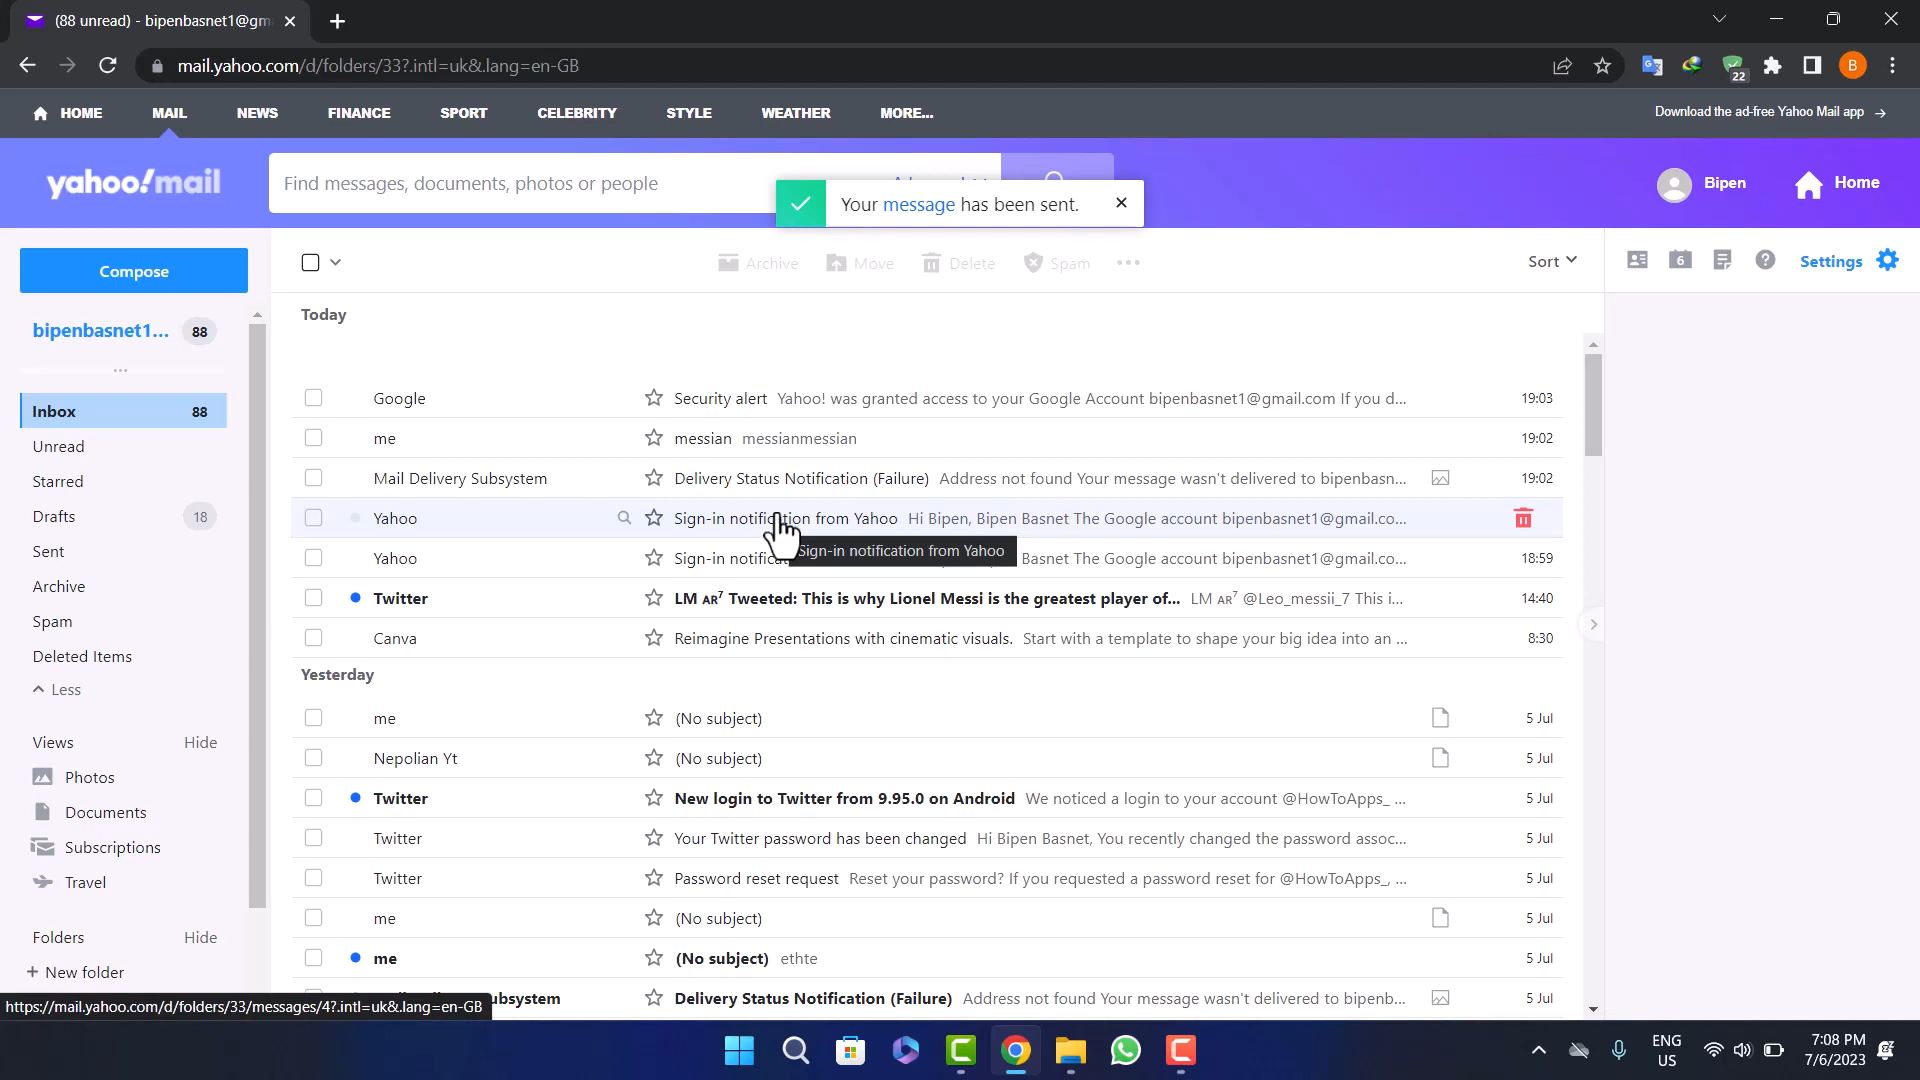 (88 unread) - bipenbasnet1@gm
mail.yahoo.com/d/folders/33?.intl=uk&.lang=en-GB
22
B
HOME MAIL NEWS FINANCE SPORT CELEBRITY STYLE WEATHER MORE...
Download the ad-free Yahoo Mail app →
yahoo!mail
Find messages, documents, photos or people
Your message has been sent.
Bipen
Home
Compose
Archive Move Delete Spam
Sort
6
Settings
bipenbasnet1... 88
Inbox 88
Unread
Starred
Drafts 18
Sent
Archive
Spam
Deleted Items
Less
Views Hide
Photos
Documents
Subscriptions
Travel
Folders Hide
+ New folder
https://mail.yahoo.com/d/folders/33/messages/4?.intl=uk&.lang=en-GB
Today
Google Security alert Yahoo! was granted access to your Google Account bipenbasnet1@gmail.com If you d... 19:03
me messian messianmessian 19:02
Mail Delivery Subsystem Delivery Status Notification (Failure) Address not found Your message wasn't delivered to bipenbasn... 19:02
Yahoo Sign-in notification from Yahoo Hi Bipen, Bipen Basnet The Google account bipenbasnet1@gmail.co...
Sign-in notification from Yahoo
Yahoo Basnet The Google account bipenbasnet1@gmail.co... 18:59
Twitter LM AR7 Tweeted: This is why Lionel Messi is the greatest player of... LM AR7 @Leo_messii_7 This i... 14:40
Canva Reimagine Presentations with cinematic visuals. Start with a template to shape your big idea into an ... 8:30
Yesterday
me (No subject) 5 Jul
Nepolian Yt (No subject) 5 Jul
Twitter New login to Twitter from 9.95.0 on Android We noticed a login to your account @HowToApps_ ... 5 Jul
Twitter Your Twitter password has been changed Hi Bipen Basnet, You recently changed the password assoc... 5 Jul
Twitter Password reset request Reset your password? If you requested a password reset for @HowToApps_, ... 5 Jul
me (No subject) 5 Jul
me (No subject) ethte 5 Jul
ubsystem Delivery Status Notification (Failure) Address not found Your message wasn't delivered to bipenb... 5 Jul
ENG
US
7:08 PM
7/6/2023